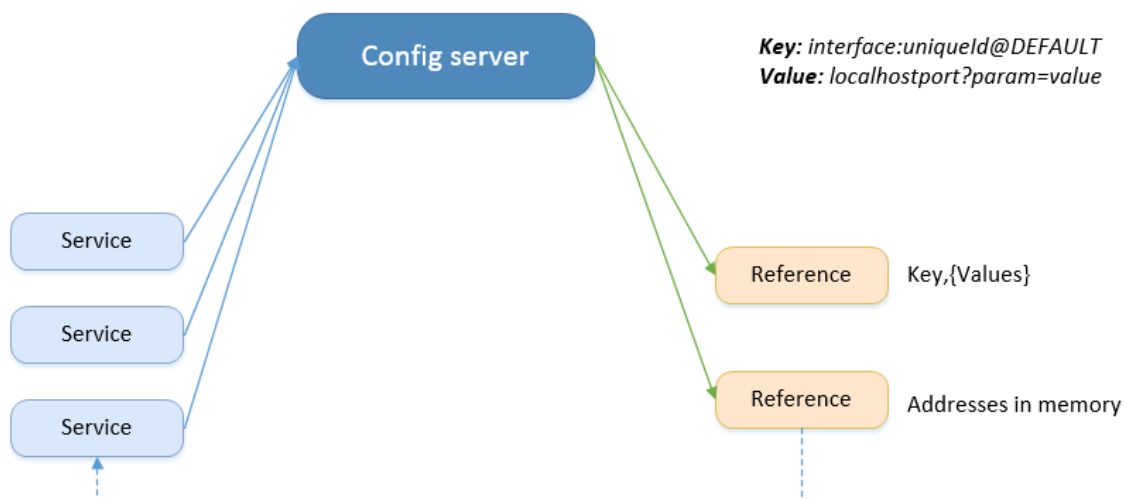 Config server
Key: interface:uniqueId@DEFAULT
Value: localhostport?param=value
Service
Reference
Key,{Values}
Service
Reference
Addresses in memory
Service